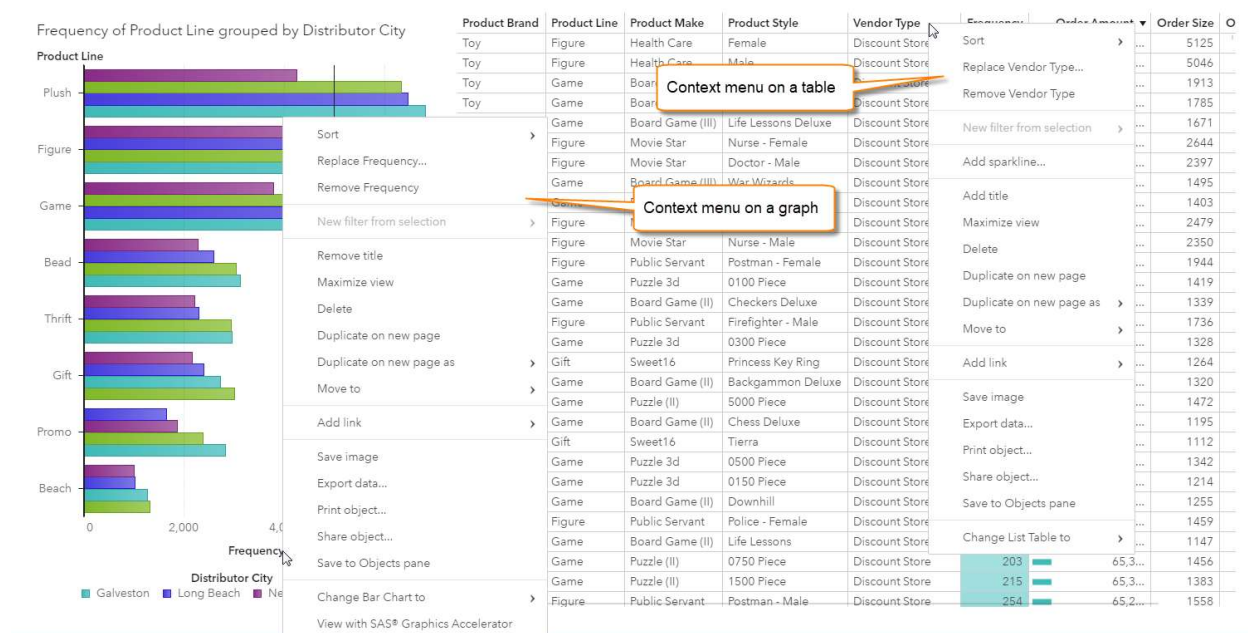 Frequency of Product Line grouped by Distributor City
Product Line
Plush
Figure
Game
Bead
Thrift
Gift
Promo
Beach
0 2,000
Frequency
Distributor City
Galveston Long Beach
Sort
Replace Frequency...
Remove Frequency
New filter from selection
Remove title
Maximize view
Delete
Duplicate on new page
Duplicate on new page as
Move to
Add link
Save image
Export data...
Print object...
Share object...
Save to Objects pane
Change Bar Chart to
View with SAS® Graphics Accelerator
Context menu on a graph
Context menu on a table
Product Brand Product Line Product Make Product Style Vendor Type Frequency Order Amount ▼ Order Size
Toy Figure Health Care Female Discount Store ... 5125
Toy Figure Health Care Male Discount Store ... 5046
Toy Game Discount Store ... 1913
Toy Game Discount Store ... 1785
Game Board Game (III) Life Lessons Deluxe Discount Store ... 1671
Figure Movie Star Nurse - Female Discount Store ... 2644
Figure Movie Star Doctor - Male Discount Store ... 2397
Game Board Game (III) War Wizards Discount Store ... 1495
Game Discount Store ... 1403
Figure Discount Store ... 2479
Figure Movie Star Nurse - Male Discount Store ... 2350
Figure Public Servant Postman - Female Discount Store ... 1944
Game Puzzle 3d 0100 Piece Discount Store ... 1419
Game Board Game (II) Checkers Deluxe Discount Store ... 1339
Figure Public Servant Firefighter - Male Discount Store ... 1736
Game Puzzle 3d 0300 Piece Discount Store ... 1328
Gift Sweet16 Princess Key Ring Discount Store ... 1264
Game Board Game (II) Backgammon Deluxe Discount Store ... 1320
Game Puzzle (II) 5000 Piece Discount Store ... 1472
Game Board Game (II) Chess Deluxe Discount Store ... 1195
Gift Sweet16 Tierra Discount Store ... 1112
Game Puzzle 3d 0500 Piece Discount Store ... 1342
Game Puzzle 3d 0150 Piece Discount Store ... 1214
Game Board Game (II) Downhill Discount Store ... 1255
Figure Public Servant Police - Female Discount Store ... 1459
Game Board Game (II) Life Lessons Discount Store ... 1147
Game Puzzle (II) 0750 Piece Discount Store 203 65,3... 1456
Game Puzzle (II) 1500 Piece Discount Store 215 65,3... 1383
Figure Public Servant Postman - Male Discount Store 254 65,2... 1558
Sort
Replace Vendor Type...
Remove Vendor Type
New filter from selection
Add sparkline...
Add title
Maximize view
Delete
Duplicate on new page
Duplicate on new page as
Move to
Add link
Save image
Export data...
Print object...
Share object...
Save to Objects pane
Change List Table to